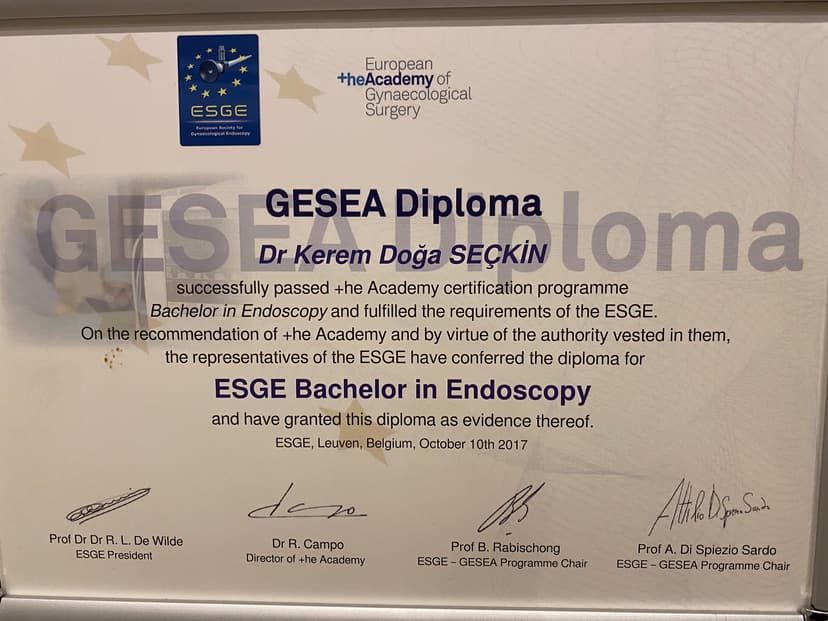 ESGE
European Society for
Gynaecological Endoscopy
European
+heAcademy of
Gynaecological
Surgery
GESEA Diploma
GESEA Diploma
Dr Kerem Doğa SEÇKİN
successfully passed +he Academy certification programme
Bachelor in Endoscopy and fulfilled the requirements of the ESGE.
On the recommendation of +he Academy and by virtue of the authority vested in them,
the representatives of the ESGE have conferred the diploma for
ESGE Bachelor in Endoscopy
and have granted this diploma as evidence thereof.
ESGE, Leuven, Belgium, October 10th 2017
Prof Dr Dr R. L. De Wilde
ESGE President
Dr R. Campo
Director of +he Academy
Prof B. Rabischong
ESGE – GESEA Programme Chair
Attilio Di Spiezio Sardo
Prof A. Di Spiezio Sardo
ESGE – GESEA Programme Chair